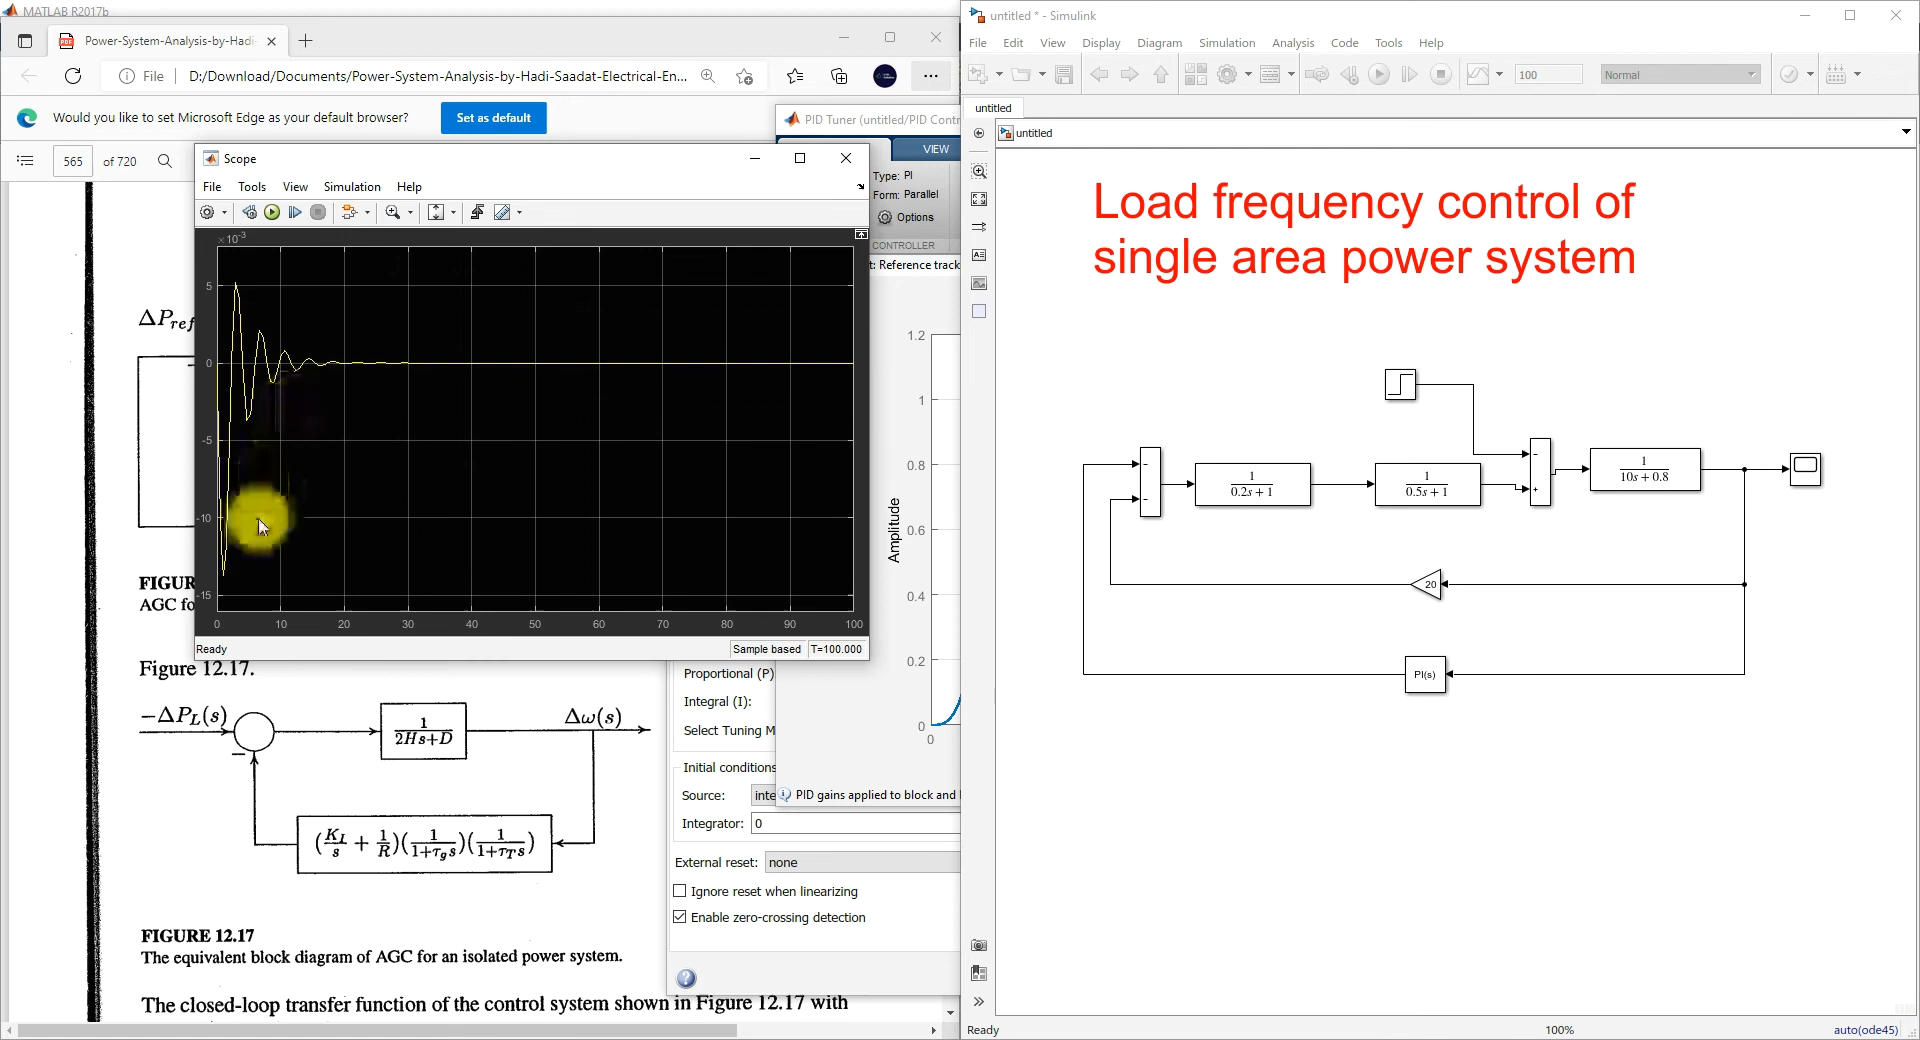 MATLAB R2017b
Power-System-Analysis-by-Hadi-
File
D:/Download/Documents/Power-System-Analysis-by-Hadi-Saadat-Electrical-En...
Would you like to set Microsoft Edge as your default browser?
Set as default
565
of 720
ΔPref
FIGUR
AGC fo
Figure 12.17.
−ΔP_L(s)
1
2Hs+D
Δω(s)
−
(K_I/s + 1/R)(1/1+τ_g s)(1/1+τ_T s)
FIGURE 12.17
The equivalent block diagram of AGC for an isolated power system.
The closed-loop transfer function of the control system shown in Figure 12.17 with
Scope
File Tools View Simulation Help
×10^-3
5
0
-5
-10
-15
0 10 20 30 40 50 60 70 80 90 100
Ready
Sample based
T=100.000
PID Tuner (untitled/PID Contr
VIEW
Type: PI
Form: Parallel
Options
CONTROLLER
t: Reference track
1.2
1
0.8
0.6
0.4
0.2
0
0
Amplitude
PID gains applied to block and
Proportional (P)
Integral (I):
Select Tuning M
Initial conditions
Source:
inte
Integrator:
0
External reset:
none
Ignore reset when linearizing
Enable zero-crossing detection
?
untitled * - Simulink
File Edit View Display Diagram Simulation Analysis Code Tools Help
100
Normal
untitled
untitled
Load frequency control of
single area power system
-
-
1
0.2s+1
1
0.5s+1
-
+
1
10s+0.8
20
PI(s)
Ready
100%
auto(ode45)